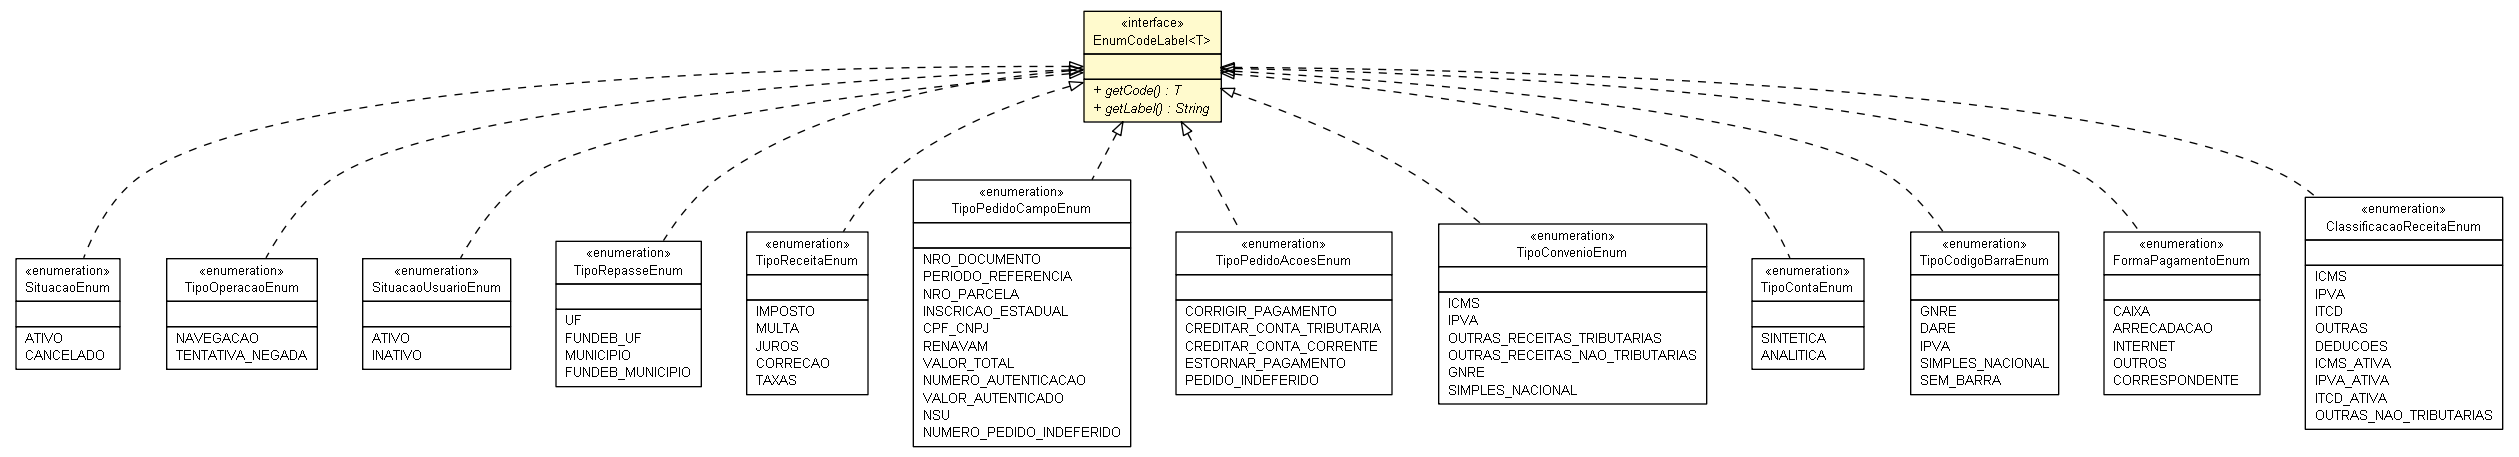 «interface»
EnumCodeLabel<T>
+ getCode() : T
+ getLabel() : String
«enumeration»
SituacaoEnum
ATIVO
CANCELADO
«enumeration»
TipoOperacaoEnum
NAVEGACAO
TENTATIVA_NEGADA
«enumeration»
SituacaoUsuarioEnum
ATIVO
INATIVO
«enumeration»
TipoRepasseEnum
UF
FUNDEB_UF
MUNICIPIO
FUNDEB_MUNICIPIO
«enumeration»
TipoReceitaEnum
IMPOSTO
MULTA
JUROS
CORRECAO
TAXAS
«enumeration»
TipoPedidoCampoEnum
NRO_DOCUMENTO
PERIODO_REFERENCIA
NRO_PARCELA
INSCRICAO_ESTADUAL
CPF_CNPJ
RENAVAM
VALOR_TOTAL
NUMERO_AUTENTICACAO
VALOR_AUTENTICADO
NSU
NUMERO_PEDIDO_INDEFERIDO
«enumeration»
TipoPedidoAcoesEnum
CORRIGIR_PAGAMENTO
CREDITAR_CONTA_TRIBUTARIA
CREDITAR_CONTA_CORRENTE
ESTORNAR_PAGAMENTO
PEDIDO_INDEFERIDO
«enumeration»
TipoConvenioEnum
ICMS
IPVA
OUTRAS_RECEITAS_TRIBUTARIAS
OUTRAS_RECEITAS_NAO_TRIBUTARIAS
GNRE
SIMPLES_NACIONAL
«enumeration»
TipoContaEnum
SINTETICA
ANALITICA
«enumeration»
TipoCodigoBarraEnum
GNRE
DARE
IPVA
SIMPLES_NACIONAL
SEM_BARRA
«enumeration»
FormaPagamentoEnum
CAIXA
ARRECADACAO
INTERNET
OUTROS
CORRESPONDENTE
«enumeration»
ClassificacaoReceitaEnum
ICMS
IPVA
ITCD
OUTRAS
DEDUCOES
ICMS_ATIVA
IPVA_ATIVA
ITCD_ATIVA
OUTRAS_NAO_TRIBUTARIAS